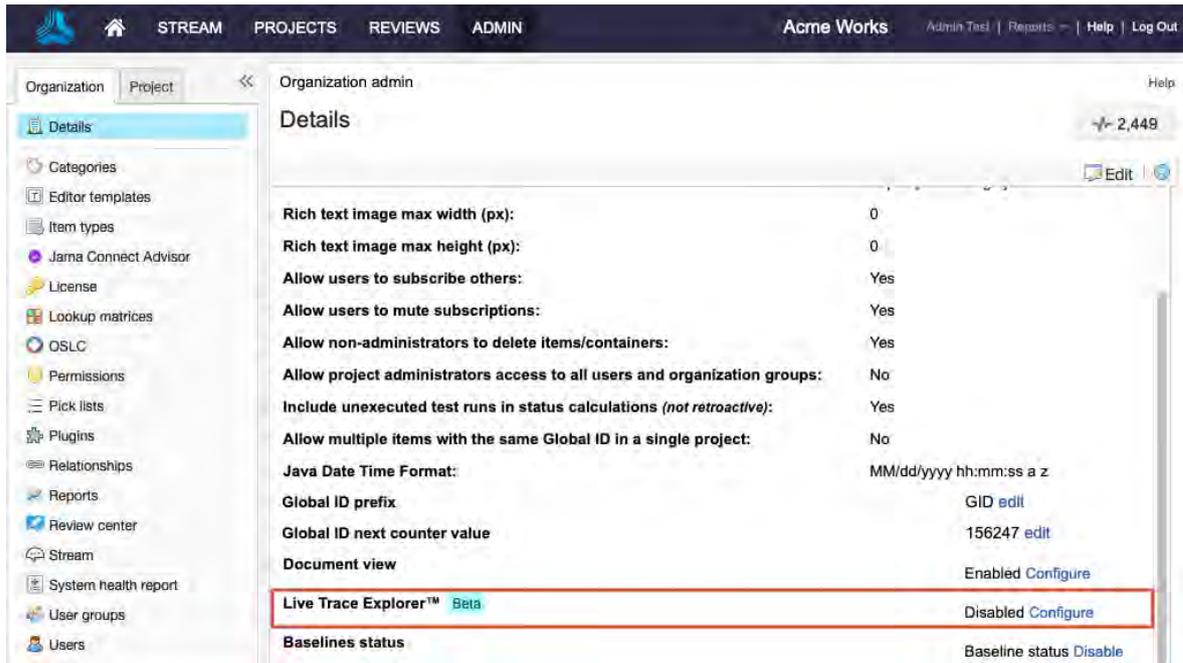 STREAM PROJECTS REVIEWS ADMIN Acme Works Admin Test | Reports | Help | Log Out
Organization Project
Organization admin Help
Details 2,449
Edit
Details
Categories
Editor templates
Item types
Jama Connect Advisor
License
Lookup matrices
OSLC
Permissions
Pick lists
Plugins
Relationships
Reports
Review center
Stream
System health report
User groups
Users
Rich text image max width (px): 0
Rich text image max height (px): 0
Allow users to subscribe others: Yes
Allow users to mute subscriptions: Yes
Allow non-administrators to delete items/containers: Yes
Allow project administrators access to all users and organization groups: No
Include unexecuted test runs in status calculations (not retroactive): Yes
Allow multiple items with the same Global ID in a single project: No
Java Date Time Format: MM/dd/yyyy hh:mm:ss a z
Global ID prefix GID edit
Global ID next counter value 156247 edit
Document view Enabled Configure
Live Trace Explorer™ Beta Disabled Configure
Baselines status Baseline status Disable